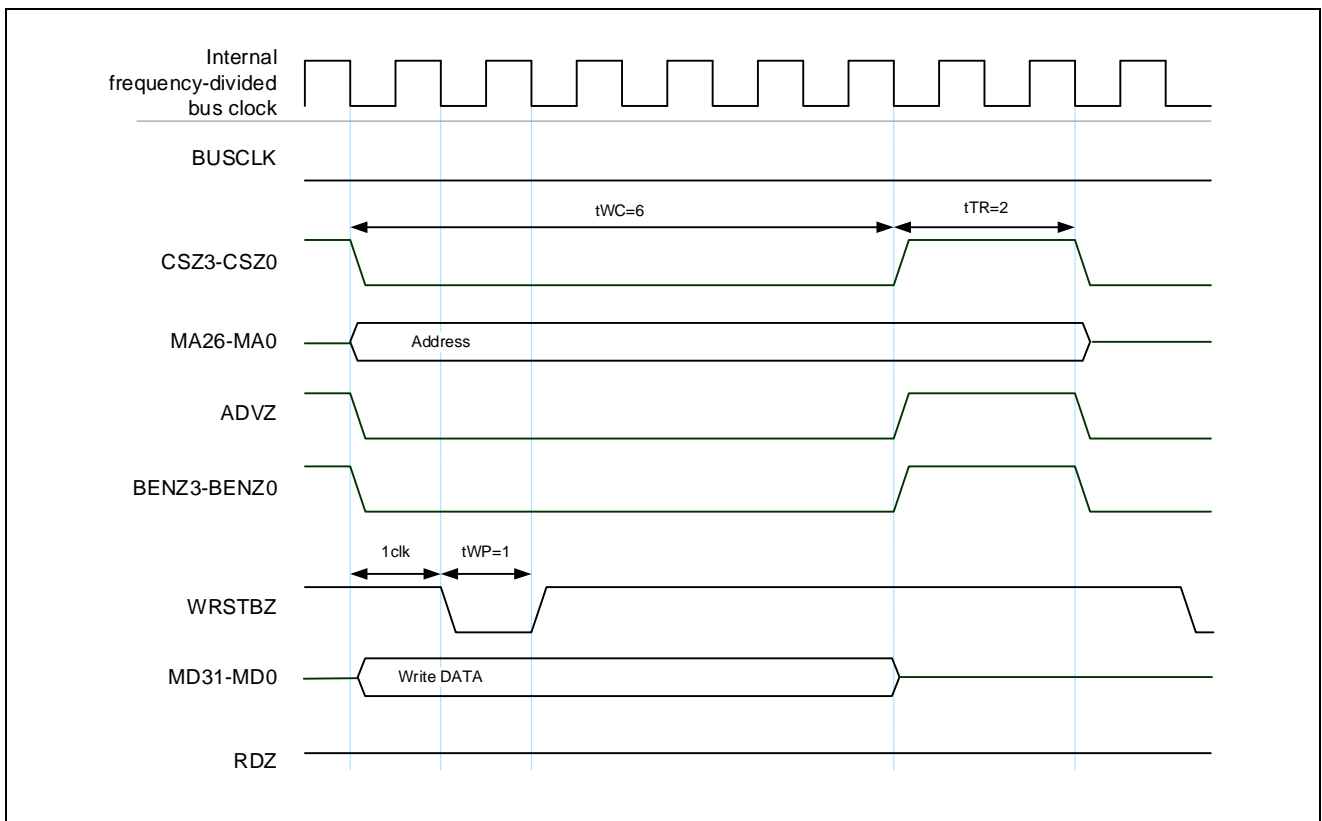 Internal
frequency-divided
bus clock
BUSCLK
tWC=6
tTR=2
CSZ3-CSZ0
MA26-MA0
Address
ADVZ
BENZ3-BENZ0
1clk
tWP=1
WRSTBZ
MD31-MD0
Write DATA
RDZ